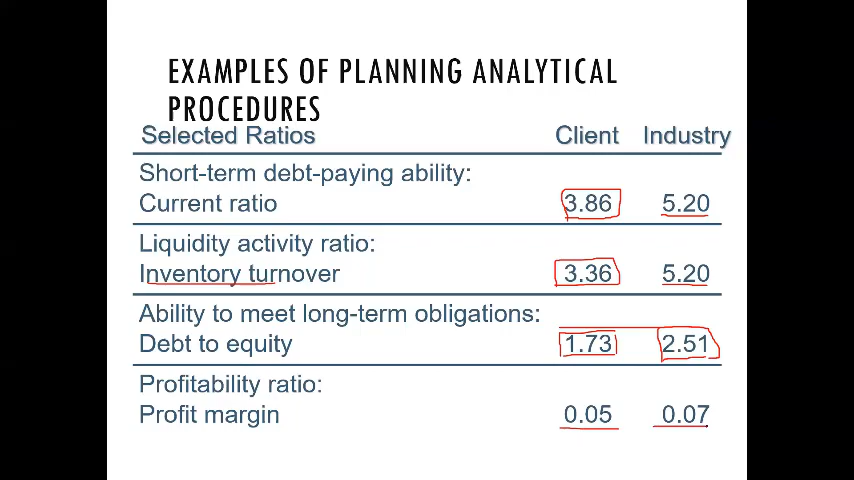 EXAMPLES OF PLANNING ANALYTICAL
PROCEDURES
Selected Ratios Client Industry
Short-term debt-paying ability:
Current ratio 3.86 5.20
Liquidity activity ratio:
Inventory turnover 3.36 5.20
Ability to meet long-term obligations:
Debt to equity 1.73 2.51
Profitability ratio:
Profit margin 0.05 0.07